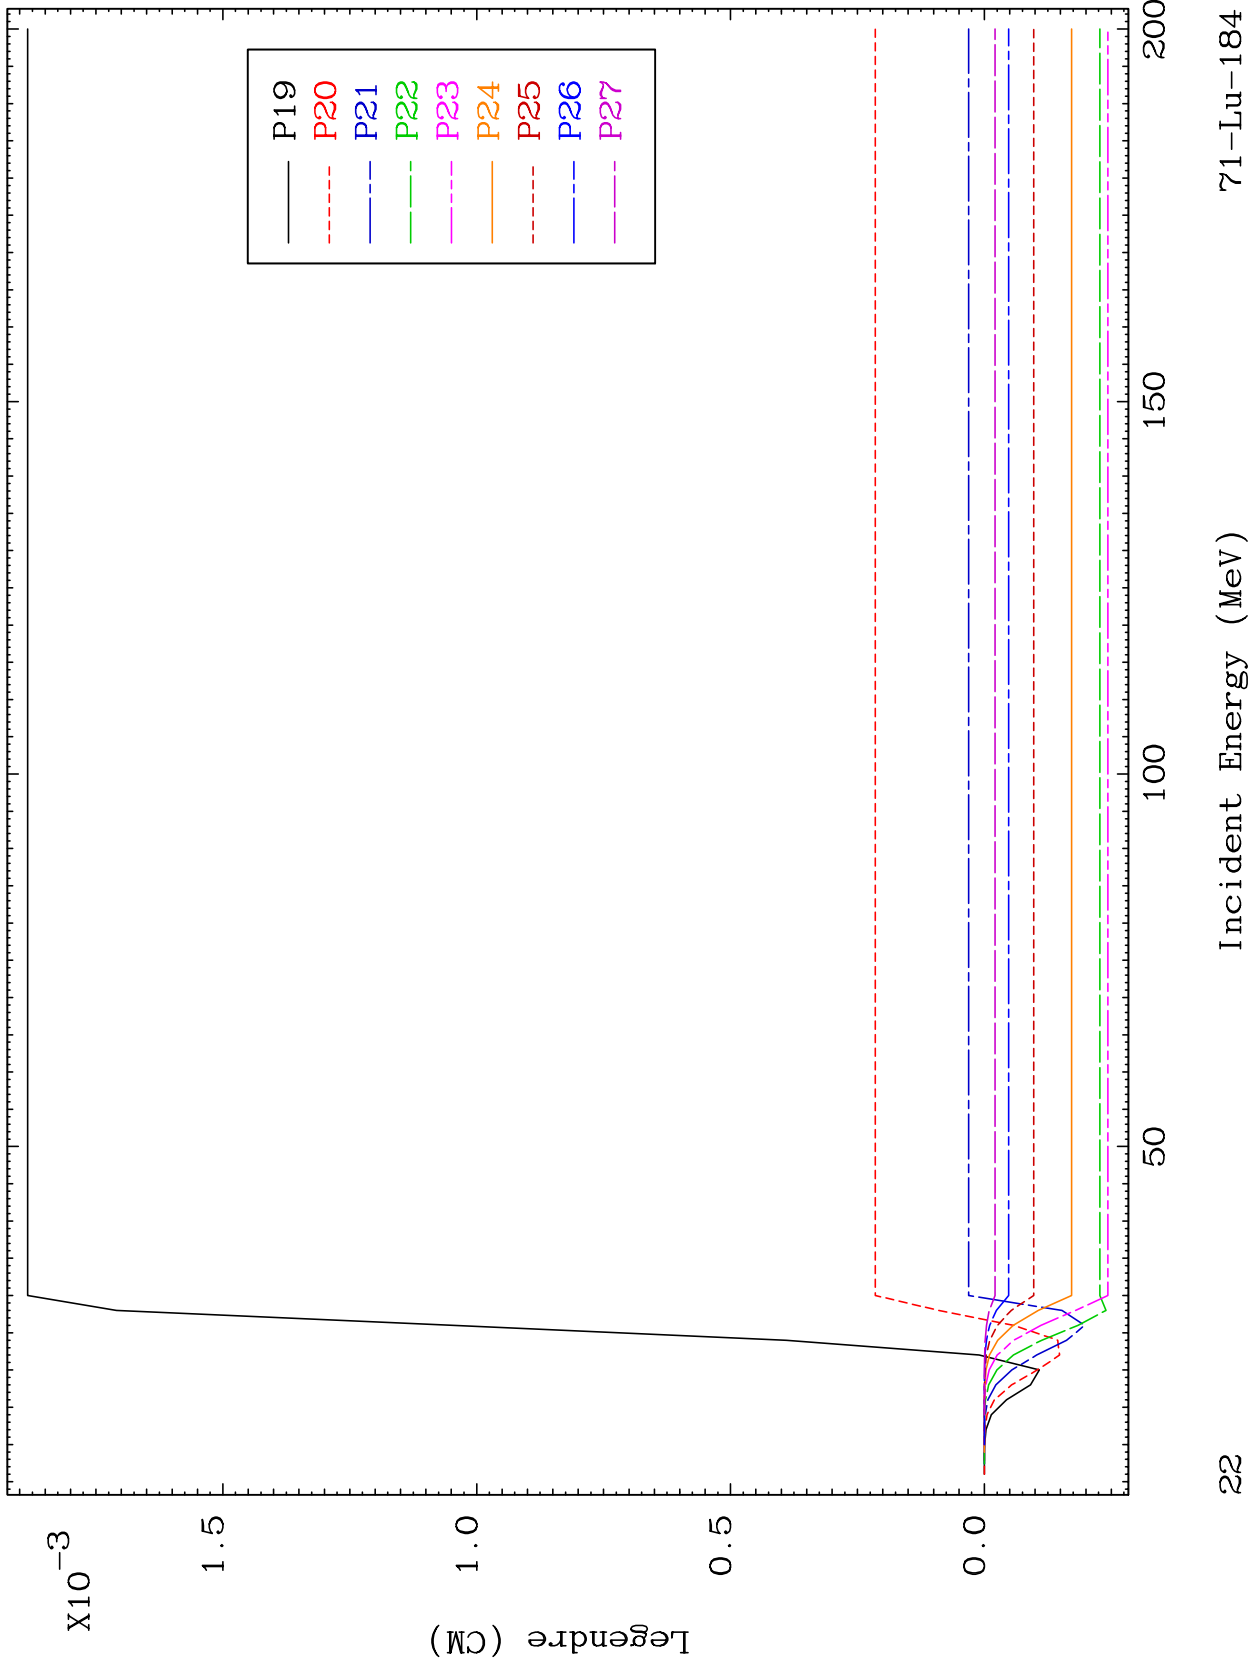 X10-3
1.5
1.0
0.5
0.0
Legendre (CM)
P19
P20
P21
P22
P23
P24
P25
P26
P27
50
100
150
200
22
Incident Energy (MeV)
71-Lu-184